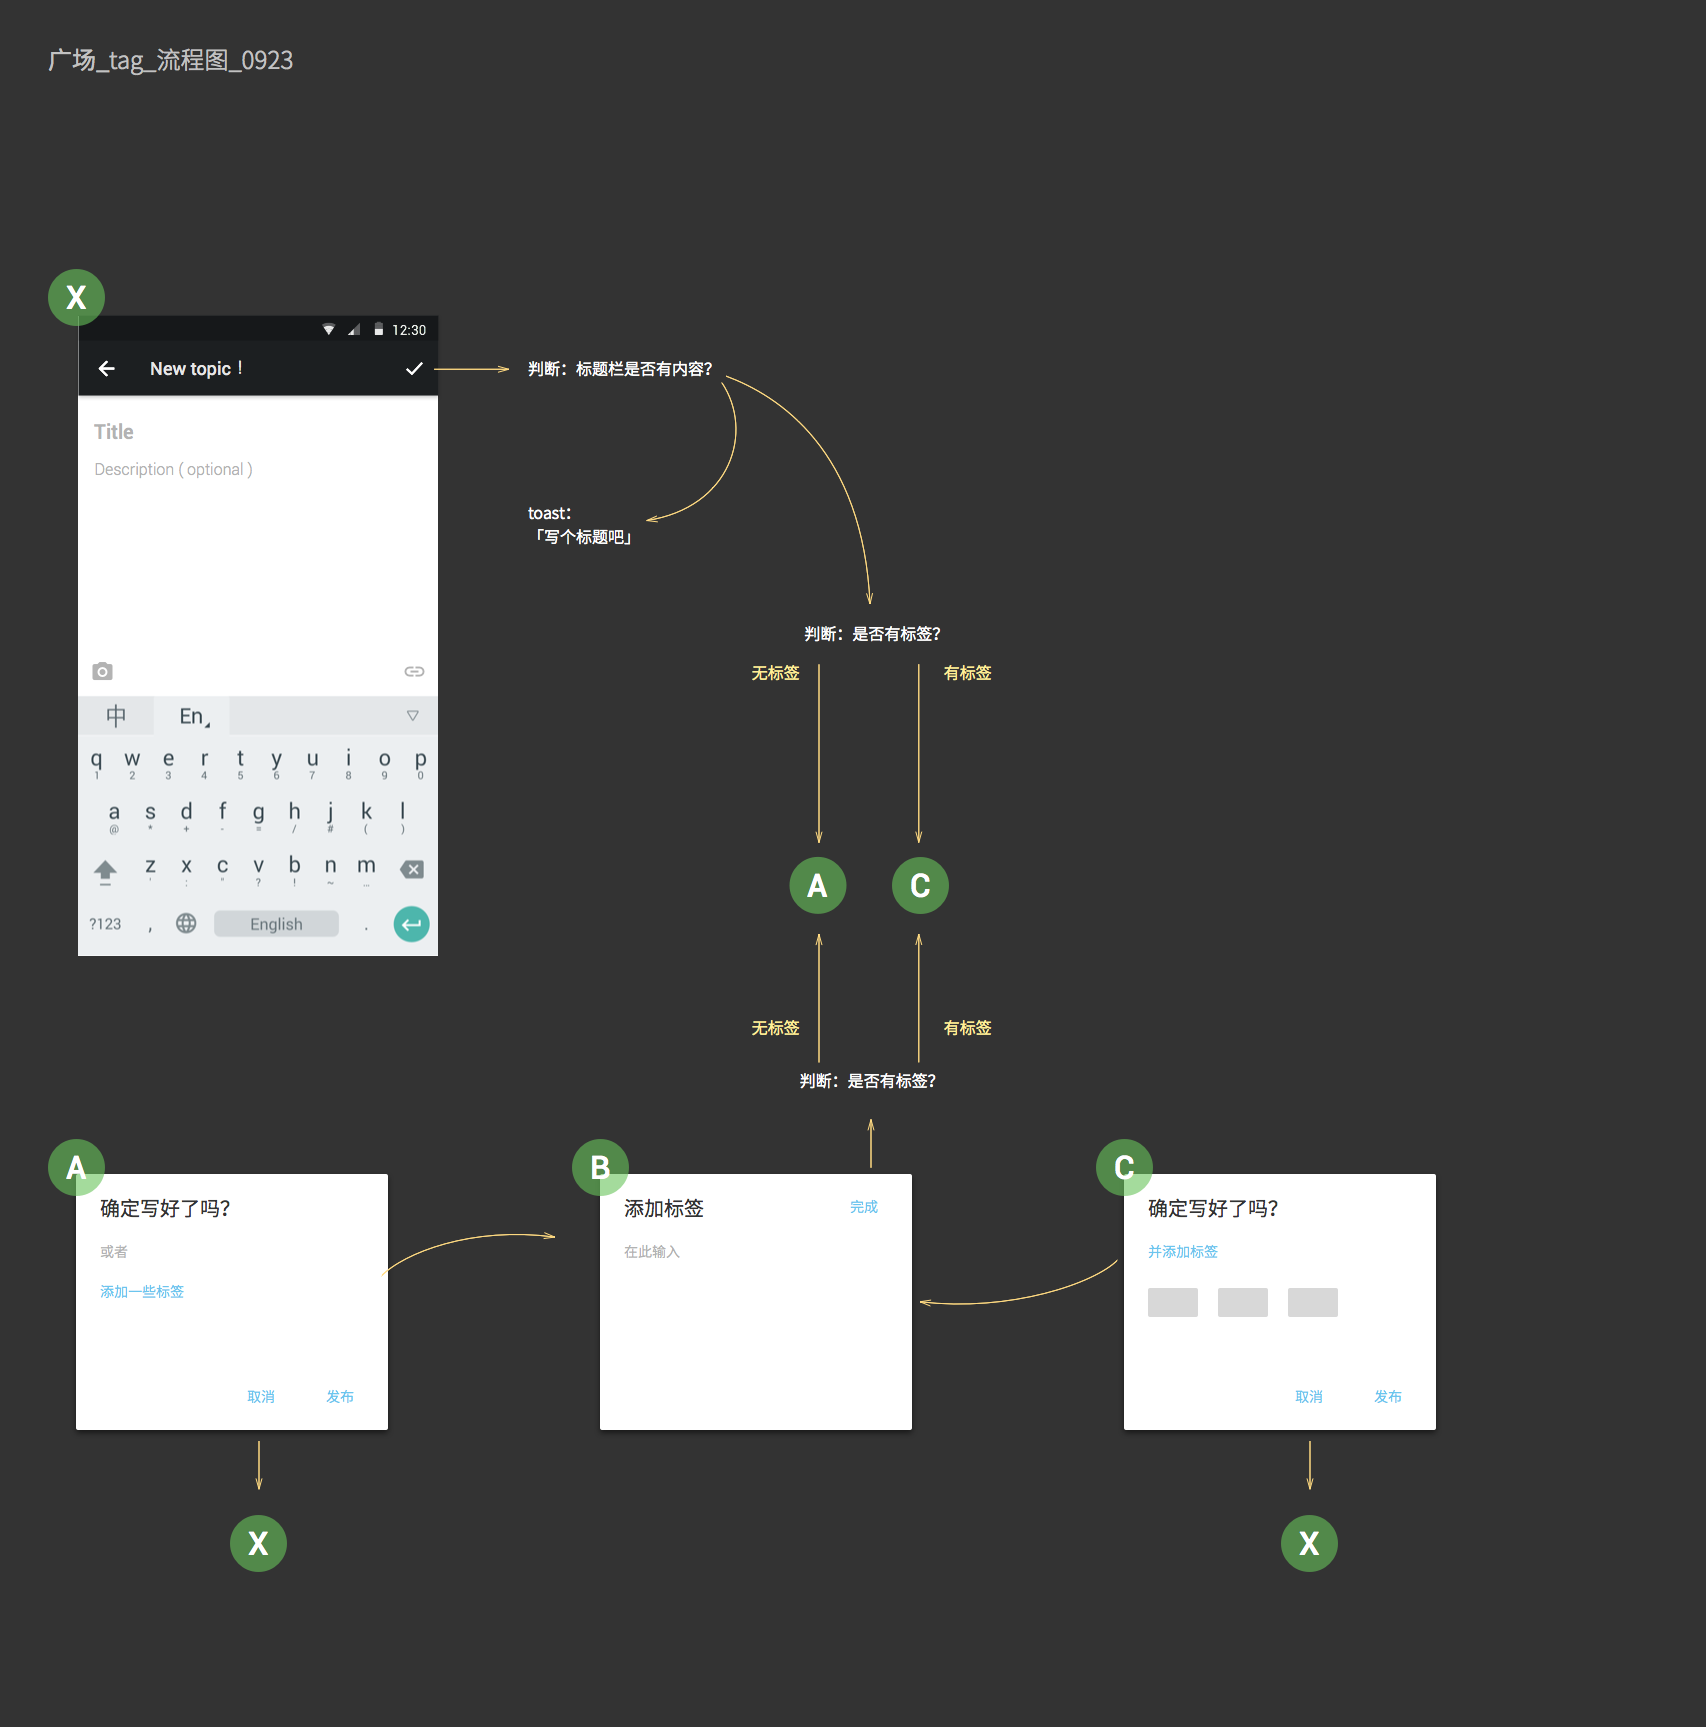 广场_tag_流程图_0923
X
12:30
New topic！
判断：标题栏是否有内容？
Title
Description ( optional )
toast：
「写个标题吧」
判断：是否有标签？
无标签
有标签
中 En
q w e r t y u i o p
1 2 3 4 5 6 7 8 9 0
a s d f g h j k l
@ * + - = / # ( )
z x c v b n m
' : " ? ! ~ ...
?123 , English .
A
C
无标签
有标签
判断：是否有标签？
A
确定写好了吗？
或者
添加一些标签
取消
发布
B
添加标签
完成
在此输入
C
确定写好了吗？
并添加标签
取消
发布
X
X